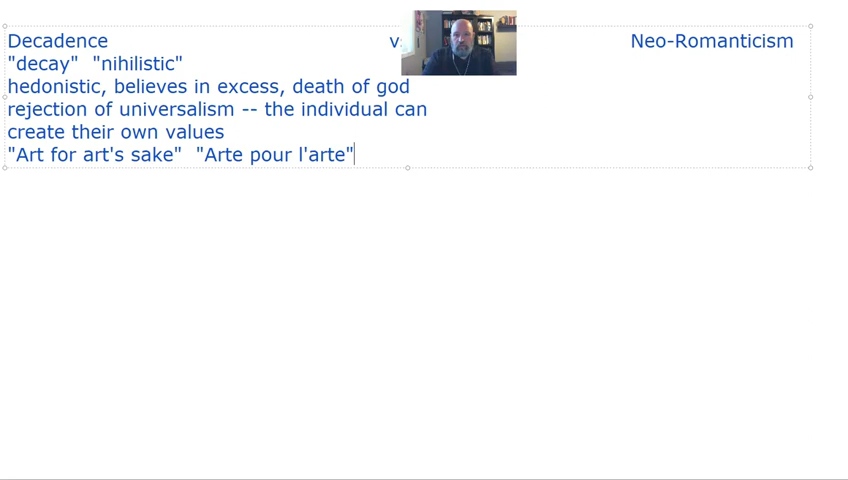 Decadence Neo-Romanticism
"decay" "nihilistic"
hedonistic, believes in excess, death of god
rejection of universalism -- the individual can
create their own values
"Art for art's sake" "Arte pour l'arte"